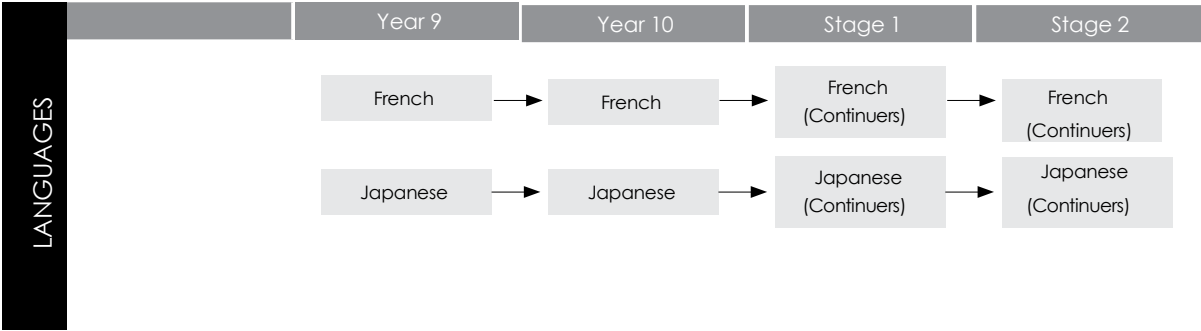 LANGUAGES
Year 9
Year 10
Stage 1
Stage 2
French
French
French
(Continuers)
French
(Continuers)
Japanese
Japanese
Japanese
(Continuers)
Japanese
(Continuers)